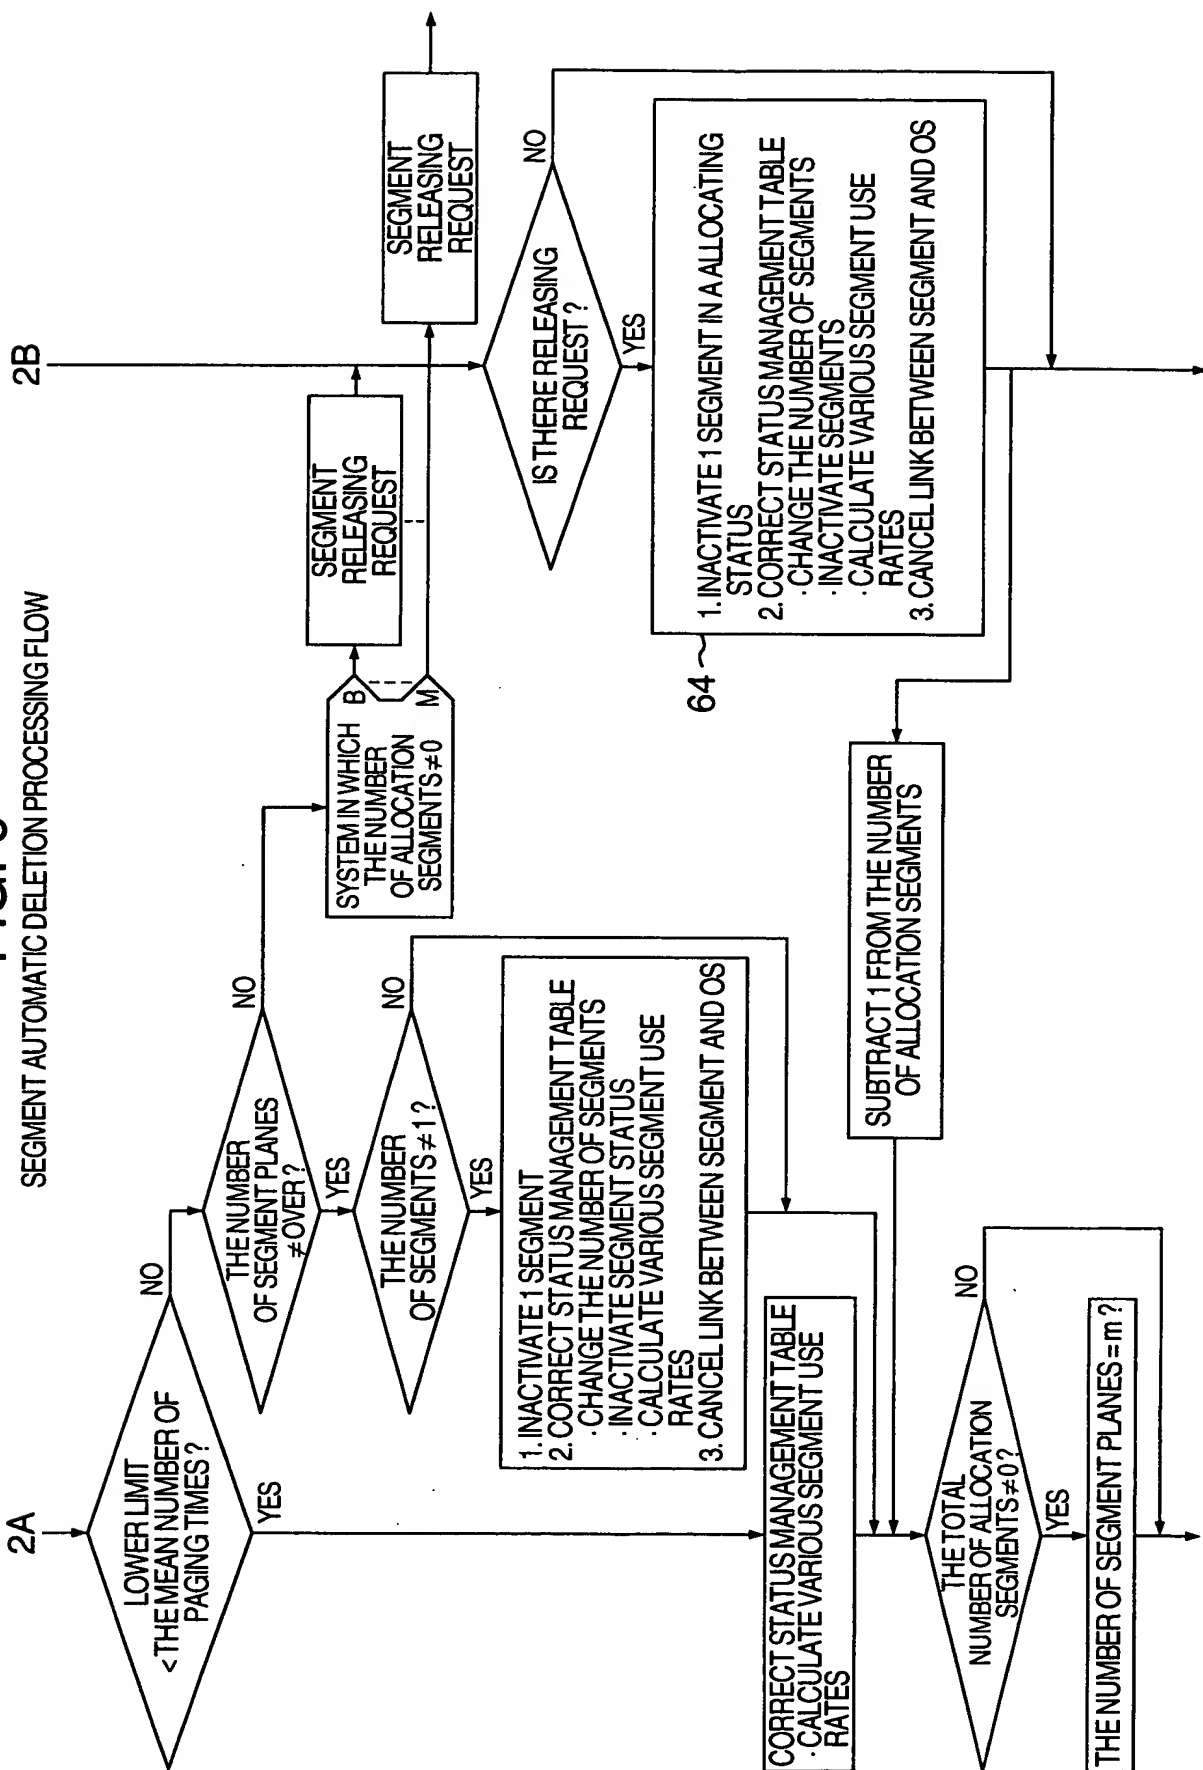 SEGMENT AUTOMATIC DELETION PROCESSING FLOW
2A
LOWER LIMIT
<THE MEAN NUMBER OF
PAGING TIMES?
NO
YES
THE NUMBER
OF SEGMENT PLANES
≠OVER?
NO
YES
THE NUMBER
OF SEGMENTS≠1?
NO
YES
1. INACTIVATE 1 SEGMENT
2. CORRECT STATUS MANAGEMENT TABLE
· CHANGE THE NUMBER OF SEGMENTS
· INACTIVATE SEGMENT STATUS
· CALCULATE VARIOUS SEGMENT USE
RATES
3. CANCEL LINK BETWEEN SEGMENT AND OS
CORRECT STATUS MANAGEMENT TABLE
· CALCULATE VARIOUS SEGMENT USE
RATES
THE TOTAL
NUMBER OF ALLOCATION
SEGMENTS≠0?
NO
YES
THE NUMBER OF SEGMENT PLANES=m?
2B
SYSTEM IN WHICH
THE NUMBER
OF ALLOCATION
SEGMENTS≠0
B
M
SEGMENT
RELEASING
REQUEST
SEGMENT
RELEASING
REQUEST
IS THERE RELEASING
REQUEST?
NO
YES
64
1. INACTIVATE 1 SEGMENT IN A ALLOCATING
STATUS
2. CORRECT STATUS MANAGEMENT TABLE
· CHANGE THE NUMBER OF SEGMENTS
· INACTIVATE SEGMENTS
· CALCULATE VARIOUS SEGMENT USE
RATES
3. CANCEL LINK BETWEEN SEGMENT AND OS
SUBTRACT 1 FROM THE NUMBER
OF ALLOCATION SEGMENTS